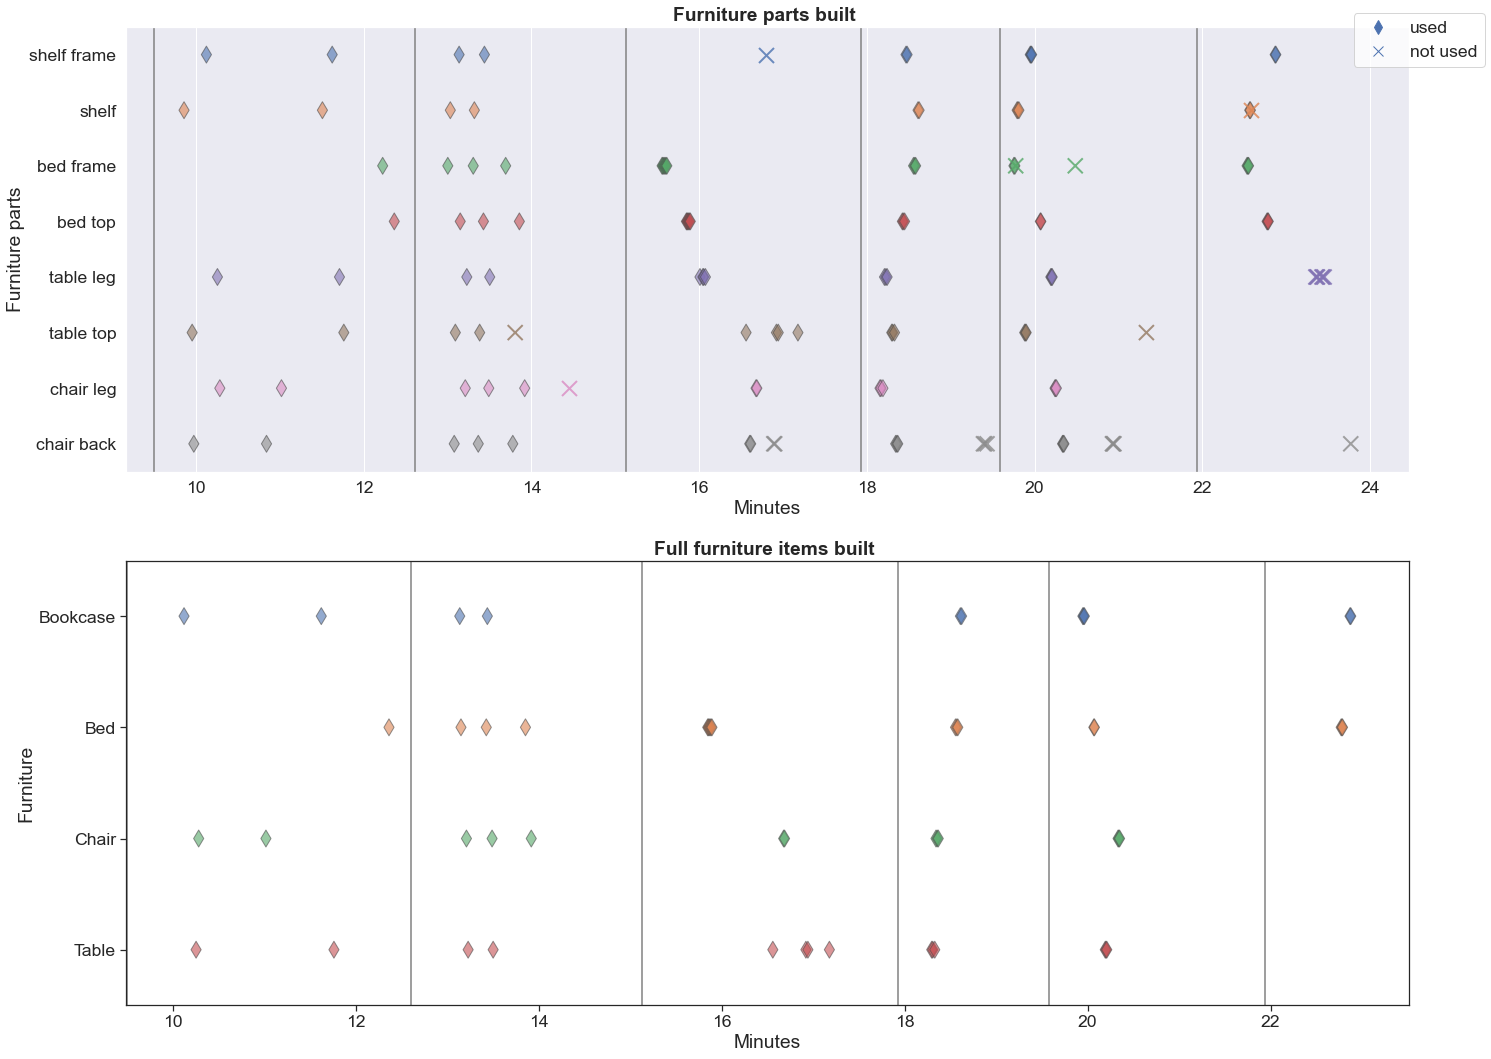 Furniture parts built
used
not used
Furniture parts
shelf frame
shelf
bed frame
bed top
table leg
table top
chair leg
chair back
10 12 14 16 18 20 22 24
Minutes
Full furniture items built
Furniture
Bookcase
Bed
Chair
Table
10 12 14 16 18 20 22
Minutes